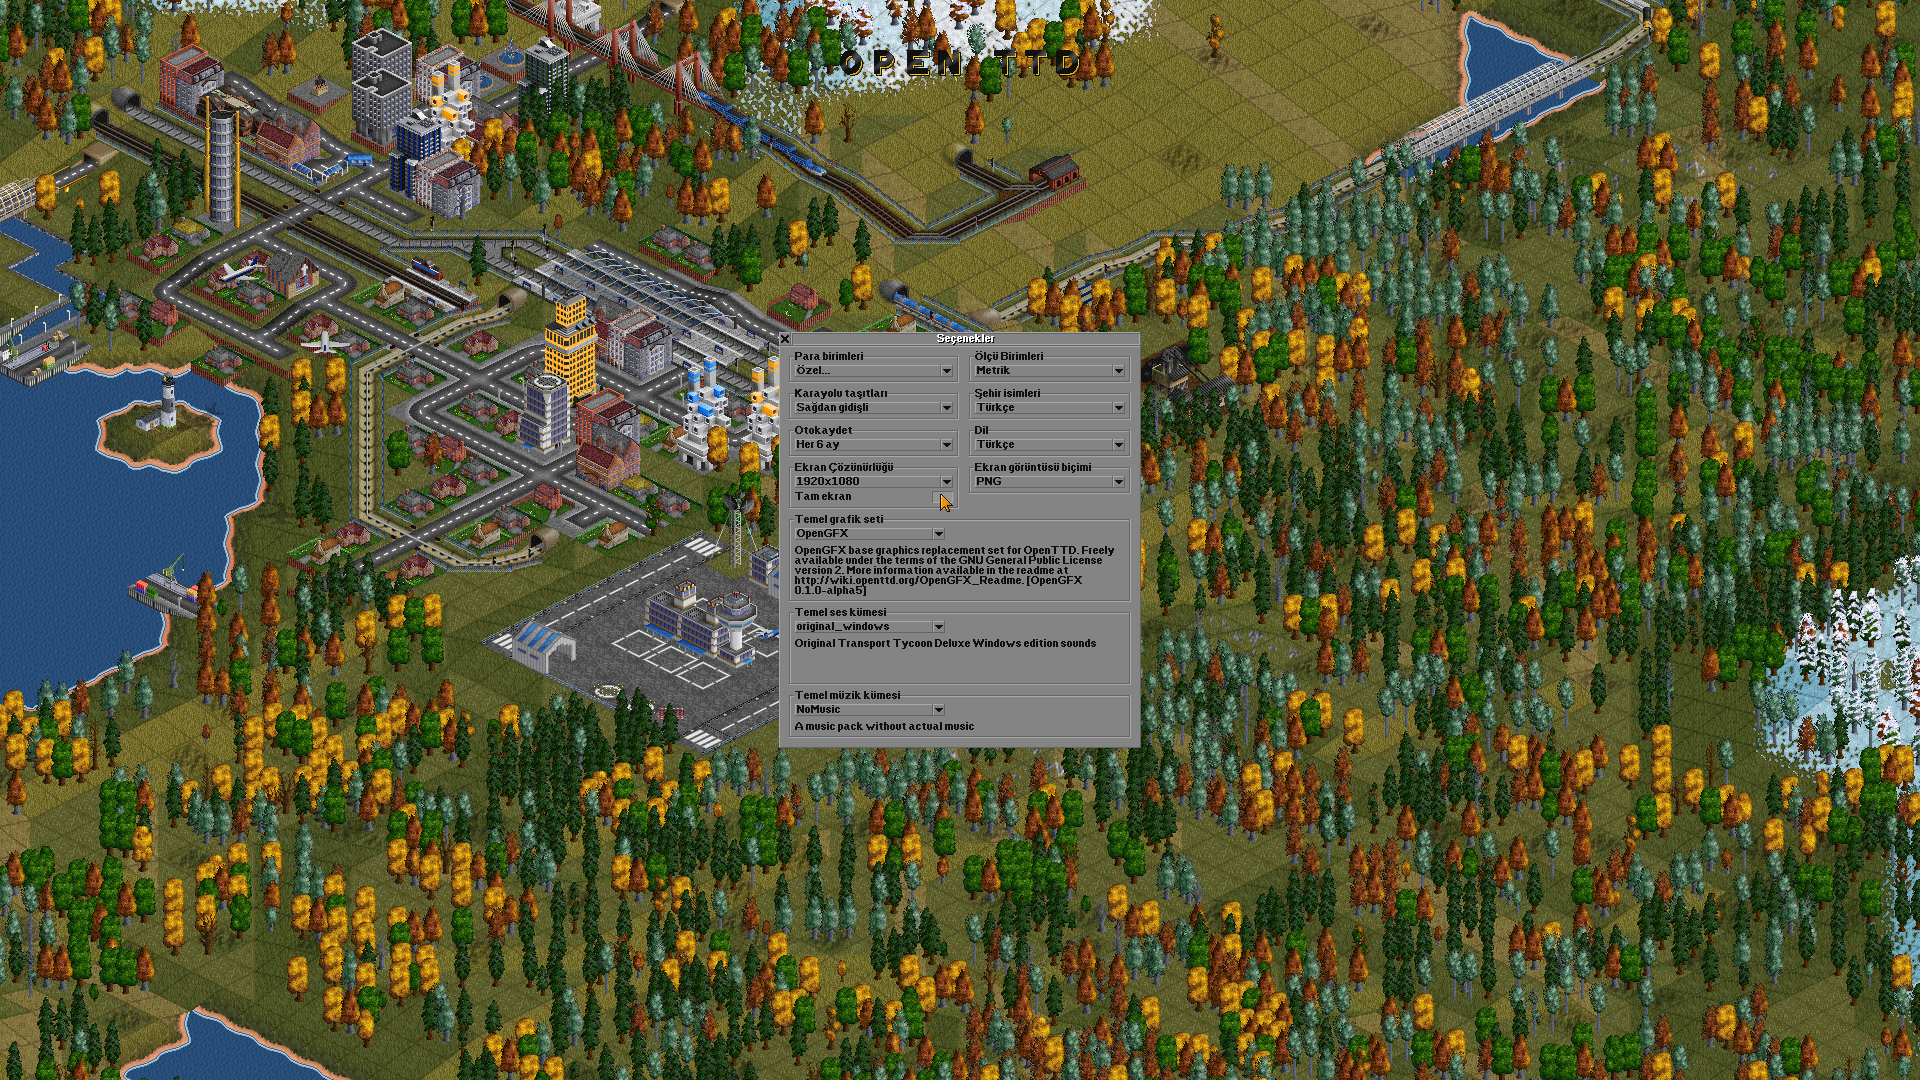 OPEN TTD
Seçenekler
Para birimleri
Özel...
Ölçü Birimleri
Metrik
Karayolu taşıtları
Sağdan gidişli
Şehir isimleri
Türkçe
Otokaydet
Her 6 ay
Dil
Türkçe
Ekran Çözünürlüğü
1920x1080
Tam ekran
Ekran görüntüsü biçimi
PNG
Temel grafik seti
OpenGFX
OpenGFX base graphics replacement set for OpenTTD. Freely
available under the terms of the GNU General Public License
version 2. More information available in the readme at
http://wiki.openttd.org/OpenGFX_Readme. [OpenGFX
0.1.0-alpha5]
Temel ses kümesi
original_windows
Original Transport Tycoon Deluxe Windows edition sounds
Temel müzik kümesi
NoMusic
A music pack without actual music